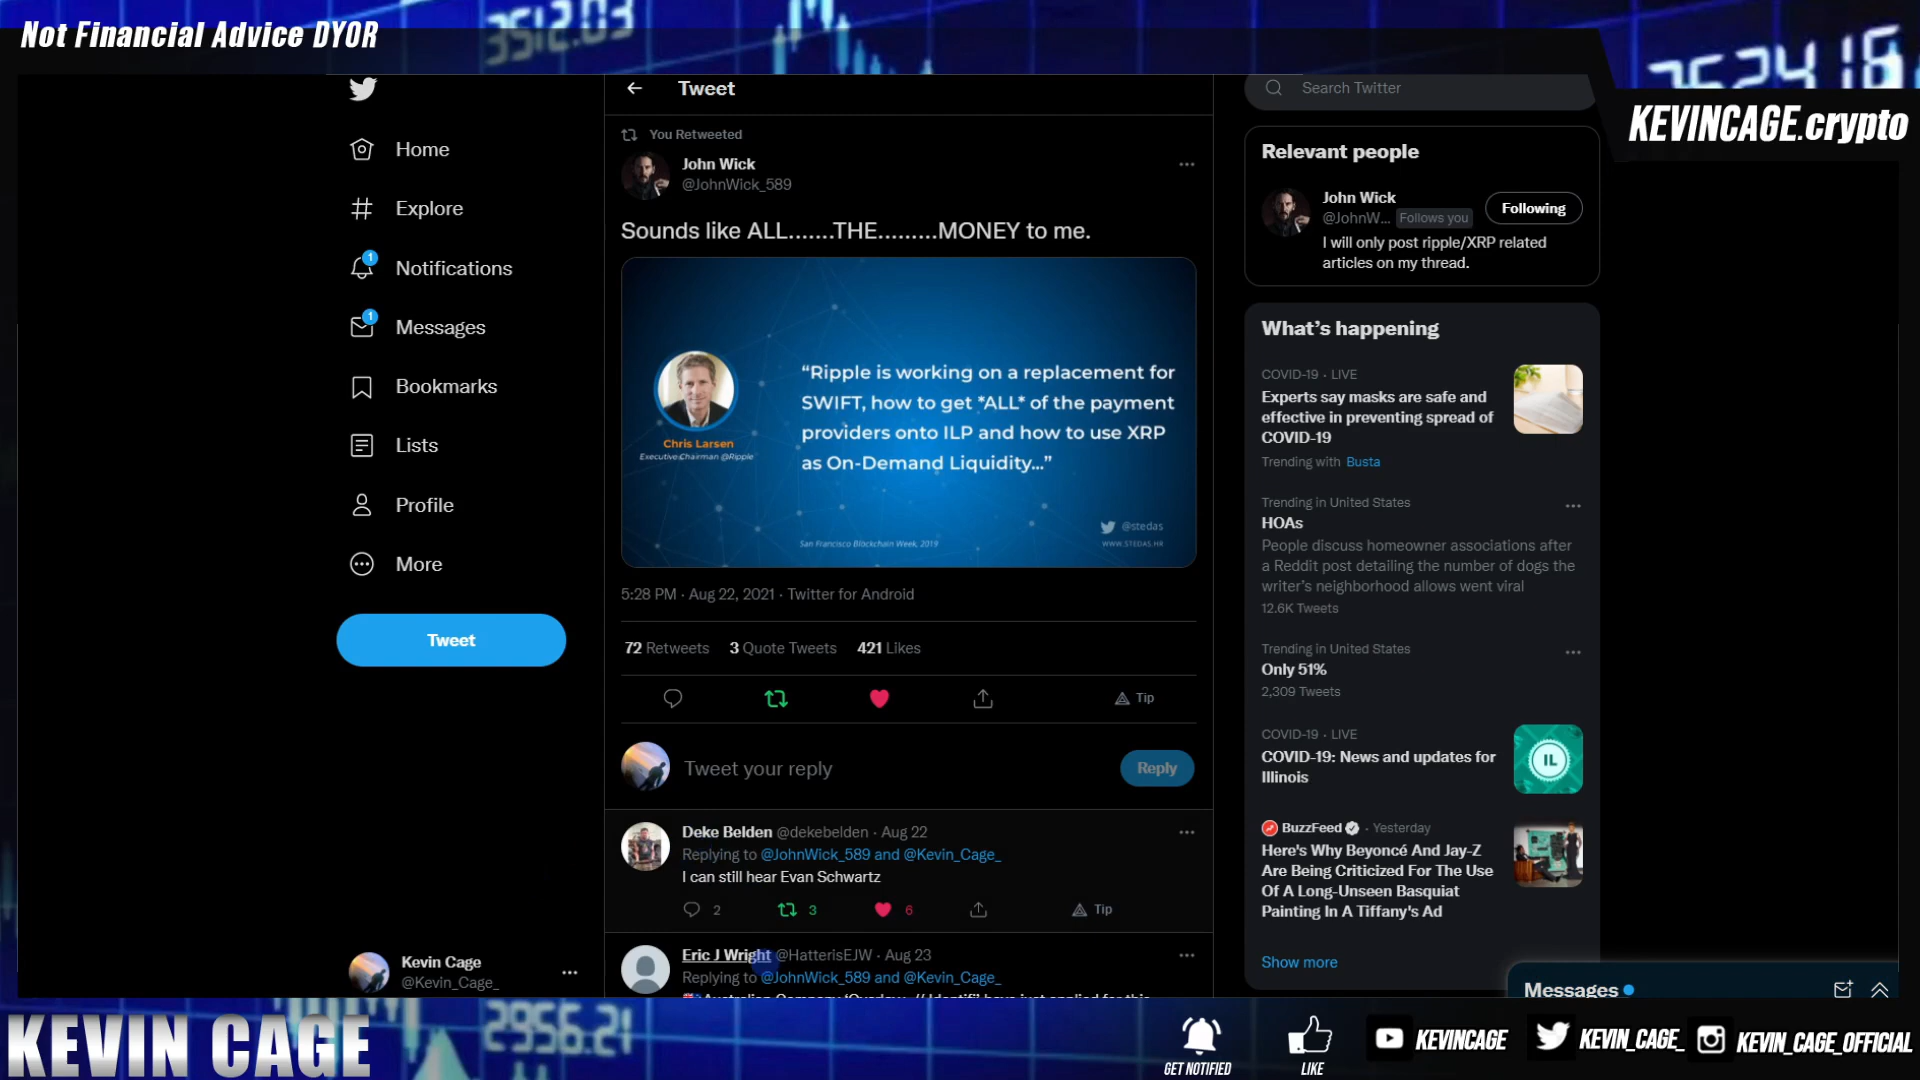 Not Financial Advice DYOR
3512.03
3524.16
KEVINCAGE.crypto
Home
Explore
1
Notifications
1
Messages
Bookmarks
Lists
Profile
More
Tweet
Kevin Cage
@Kevin_Cage_
Tweet
You Retweeted
John Wick
@JohnWick_589
Sounds like ALL.......THE.........MONEY to me.
“Ripple is working on a replacement for
SWIFT, how to get *ALL* of the payment
providers onto ILP and how to use XRP
as On-Demand Liquidity...”
Chris Larsen
Executive Chairman @Ripple
@stedas
San Francisco Blockchain Week, 2019
WWW.STEDAS.HR
5:28 PM · Aug 22, 2021 · Twitter for Android
72 Retweets 3 Quote Tweets 421 Likes
Tip
Tweet your reply
Reply
Deke Belden @dekebelden · Aug 22
Replying to @JohnWick_589 and @Kevin_Cage_
I can still hear Evan Schwartz
2 3 6 Tip
Eric J Wright @HatterisEJW · Aug 23
Replying to @JohnWick_589 and @Kevin_Cage_
Search Twitter
Relevant people
John Wick
@JohnW... Follows you
Following
I will only post ripple/XRP related
articles on my thread.
What's happening
COVID-19 · LIVE
Experts say masks are safe and
effective in preventing spread of
COVID-19
Trending with Busta
Trending in United States
HOAs
People discuss homeowner associations after
a Reddit post detailing the number of dogs the
writer's neighborhood allows went viral
12.6K Tweets
Trending in United States
Only 51%
2,309 Tweets
COVID-19 · LIVE
COVID-19: News and updates for
Illinois
IL
BuzzFeed · Yesterday
Here's Why Beyoncé And Jay-Z
Are Being Criticized For The Use
Of A Long-Unseen Basquiat
Painting In A Tiffany's Ad
Show more
Messages
KEVIN CAGE
2956.21
GET NOTIFIED
LIKE
KEVINCAGE
KEVIN_CAGE_
KEVIN_CAGE_OFFICIAL